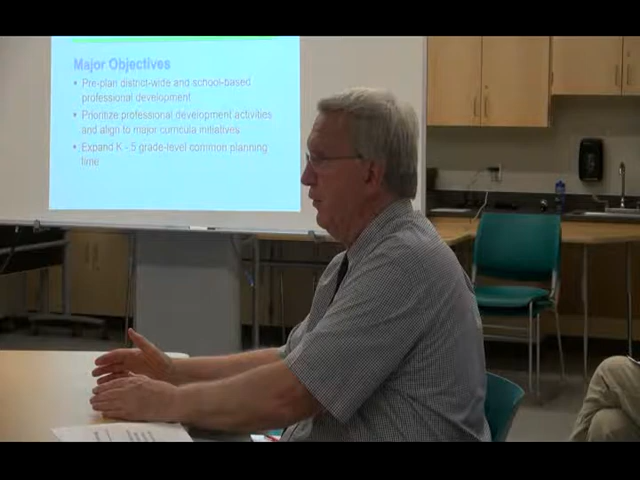 Major Objectives
• Pre-plan district-wide and school-based
professional development
• Prioritize professional development activities
and align to major curricula initiatives.
• Expand K - 5 grade-level common planning
time